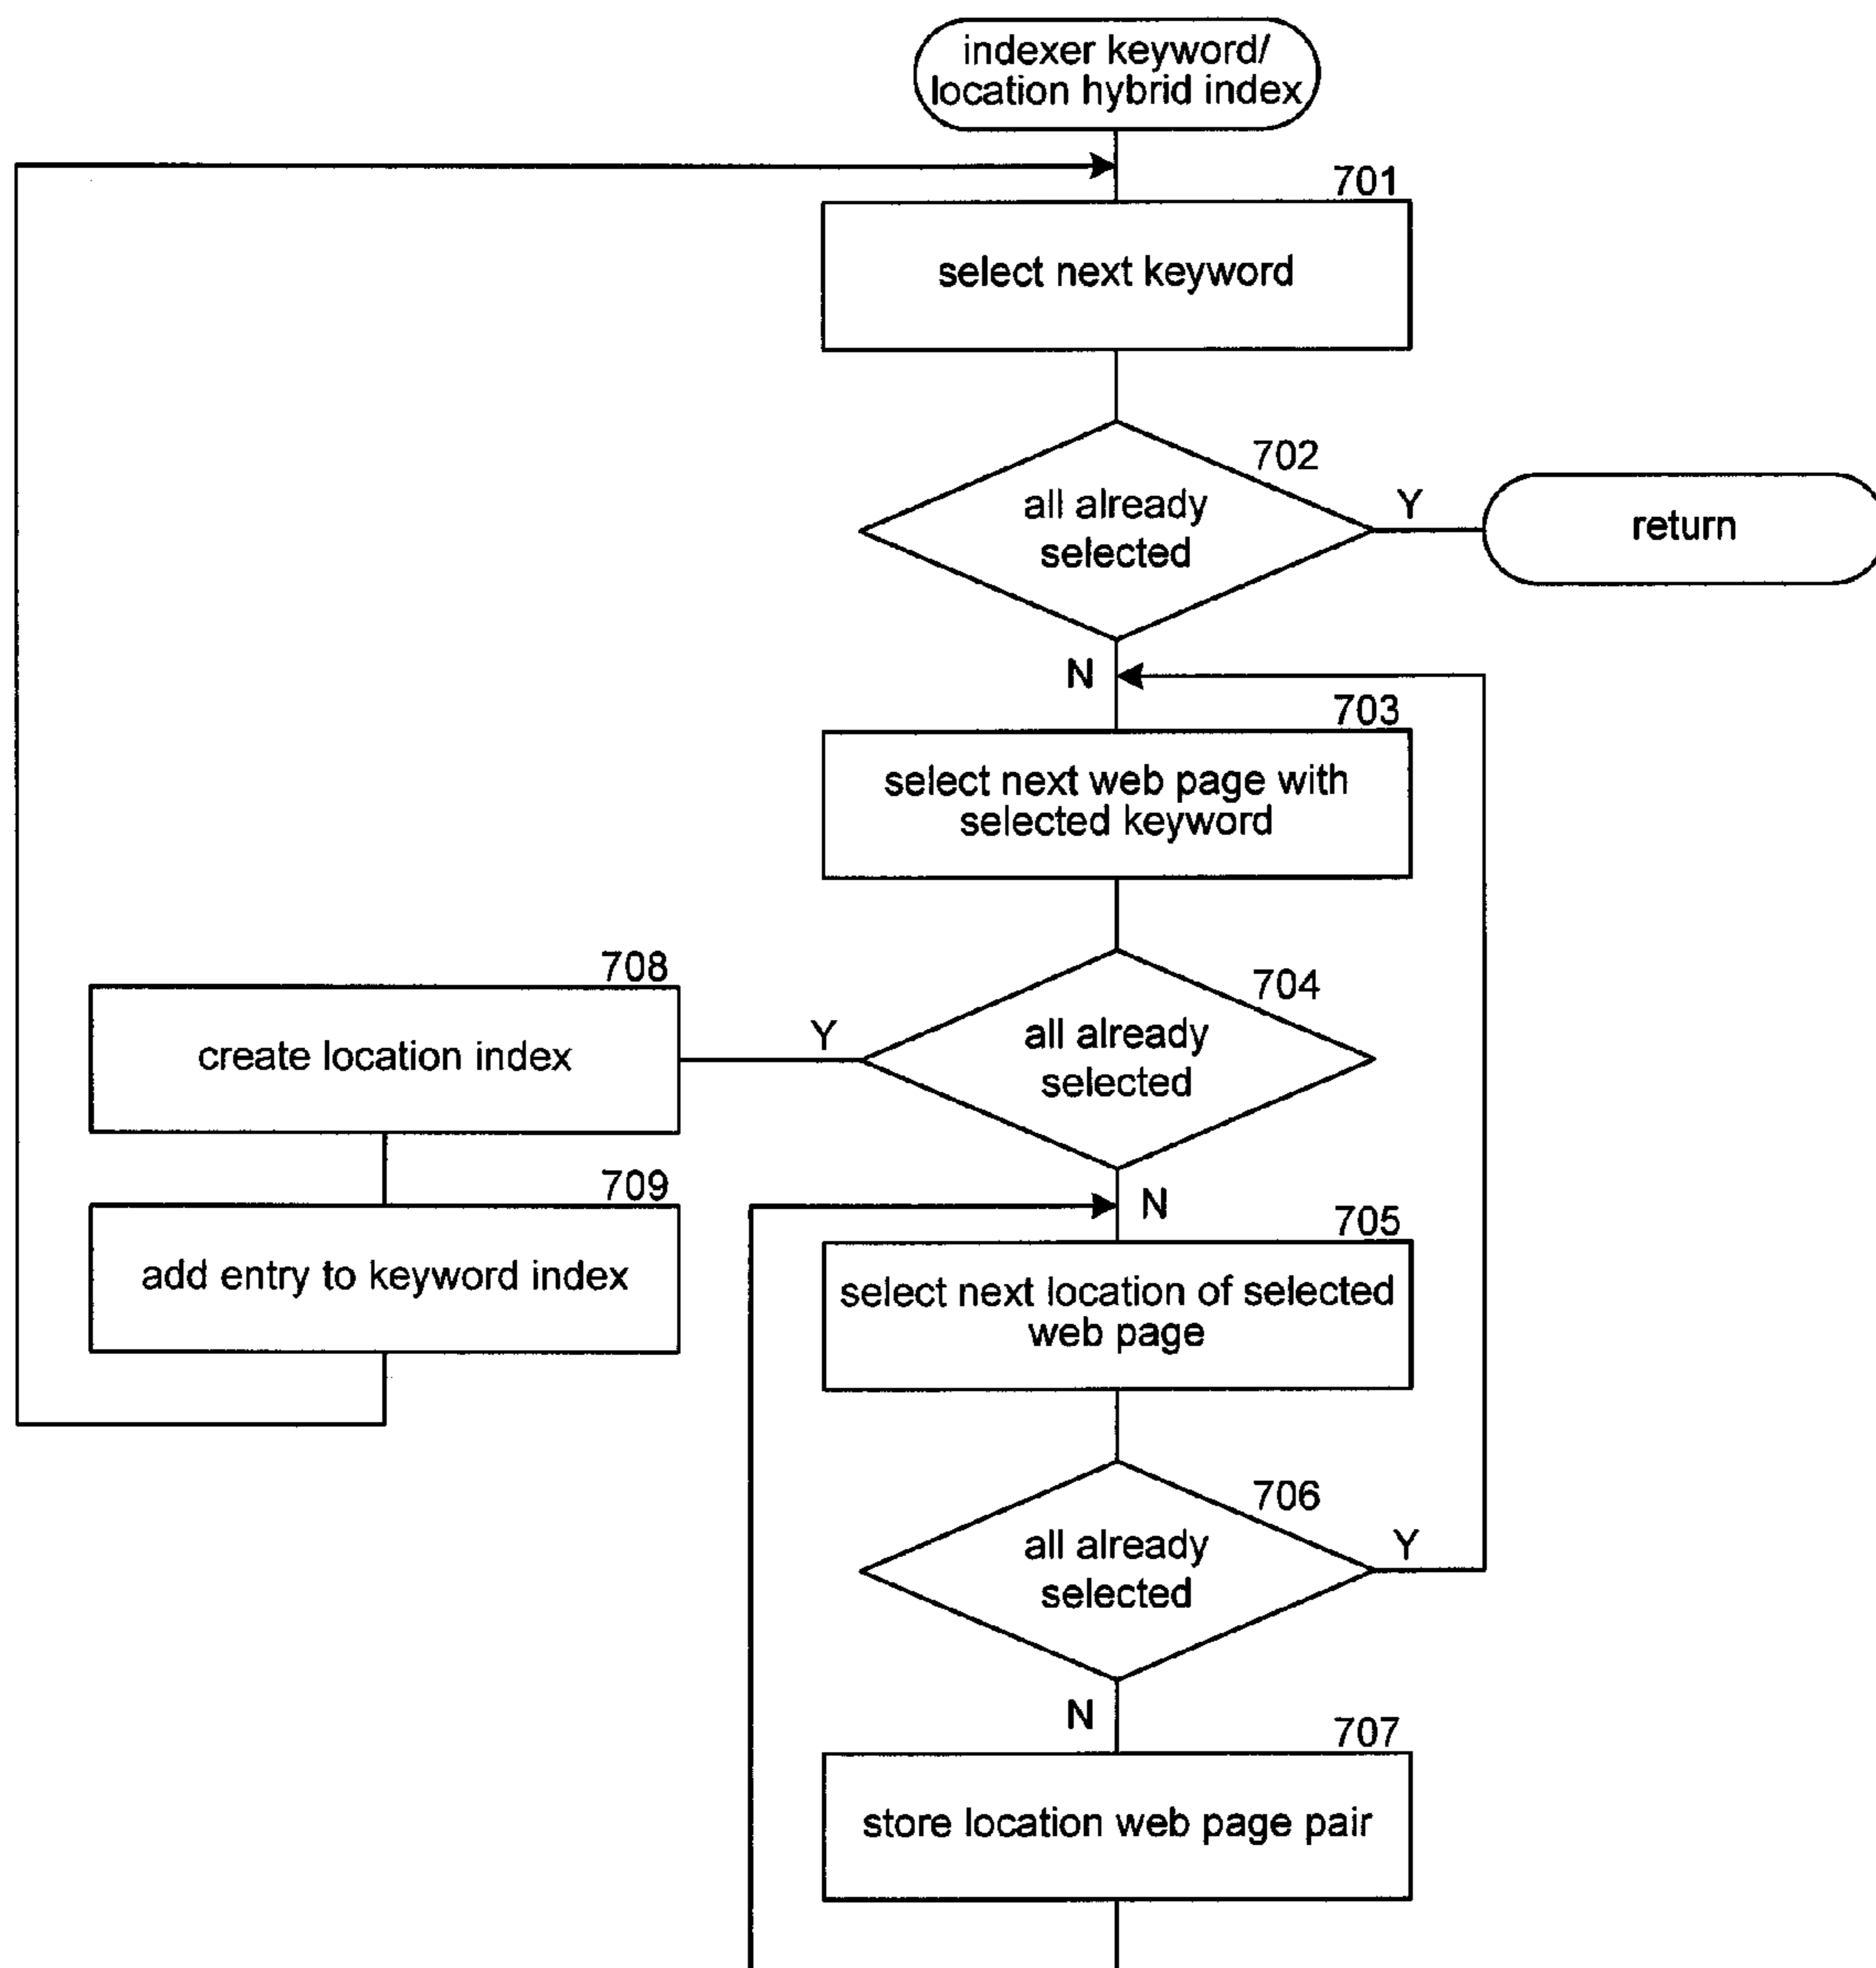 indexer keyword/
location hybrid index
701
select next keyword
702
all already
selected
Y
return
N
703
select next web page with
selected keyword
704
all already
selected
Y
708
create location index
709
add entry to keyword index
N
705
select next location of selected
web page
706
all already
selected
Y
N
707
store location web page pair